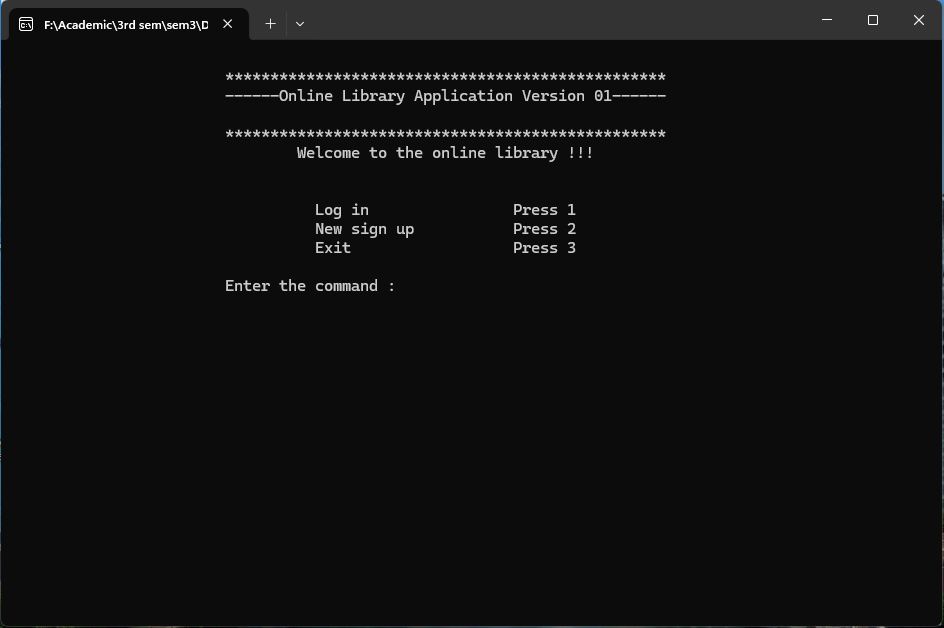 F:\Academic\3rd sem\sem3\D
*************************************************
------Online Library Application Version 01------
*************************************************
Welcome to the online library !!!
Log in Press 1
New sign up Press 2
Exit Press 3
Enter the command :